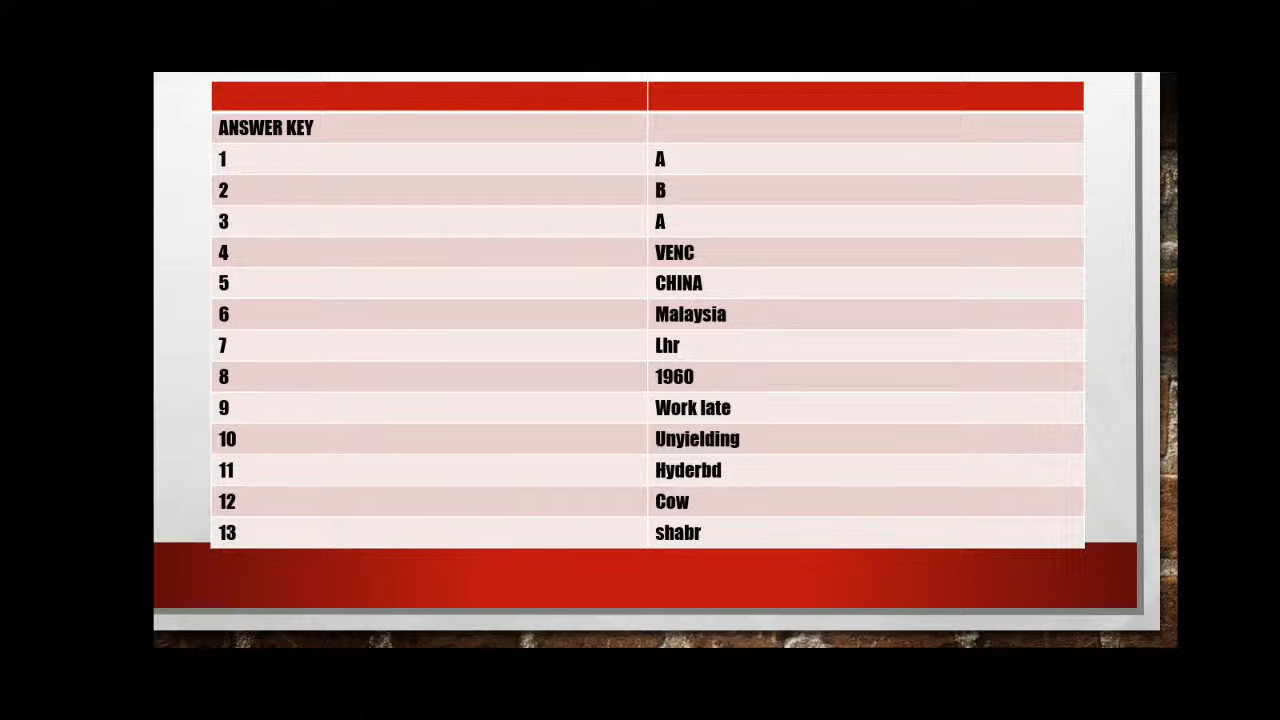 ANSWER KEY
1 A
2 B
3 A
4 VENC
5 CHINA
6 Malaysia
7 Lhr
8 1960
9 Work late
10 Unyielding
11 Hyderbd
12 Cow
13 shabr